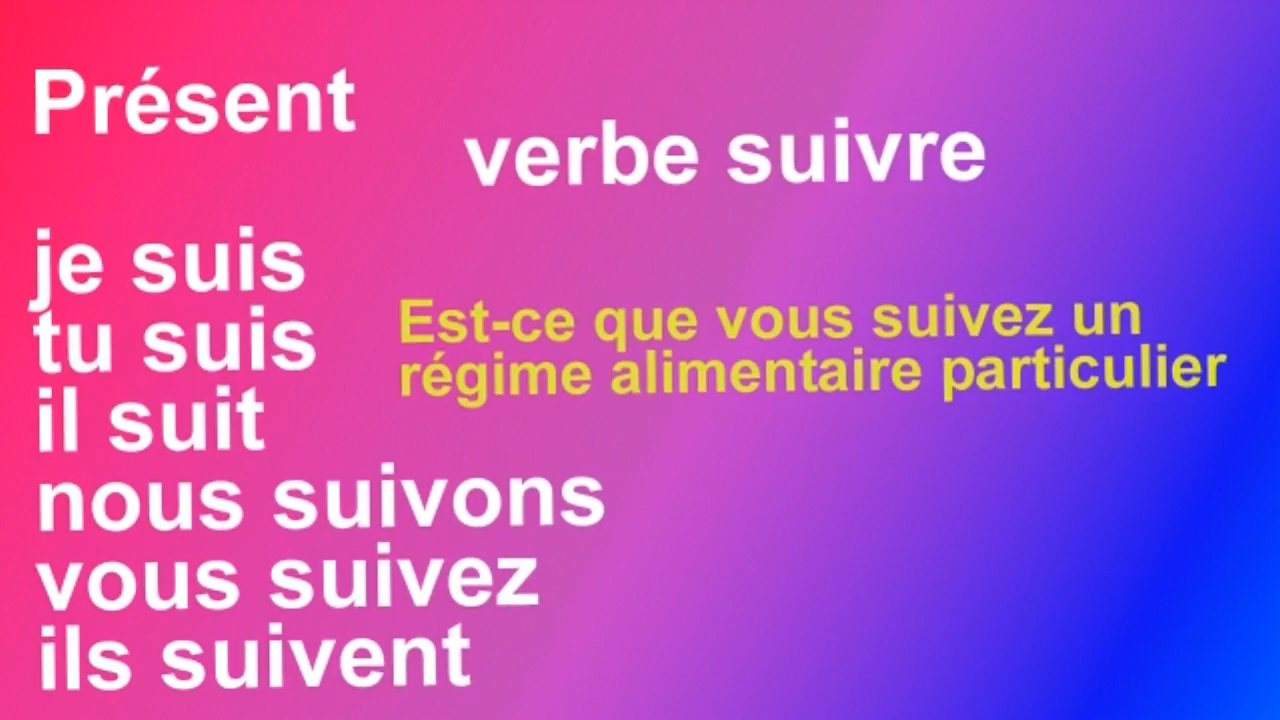 Présent
verbe suivre
je suis
tu suis
il suit
nous suivons
vous suivez
ils suivent
Est-ce que vous suivez un
régime alimentaire particulier